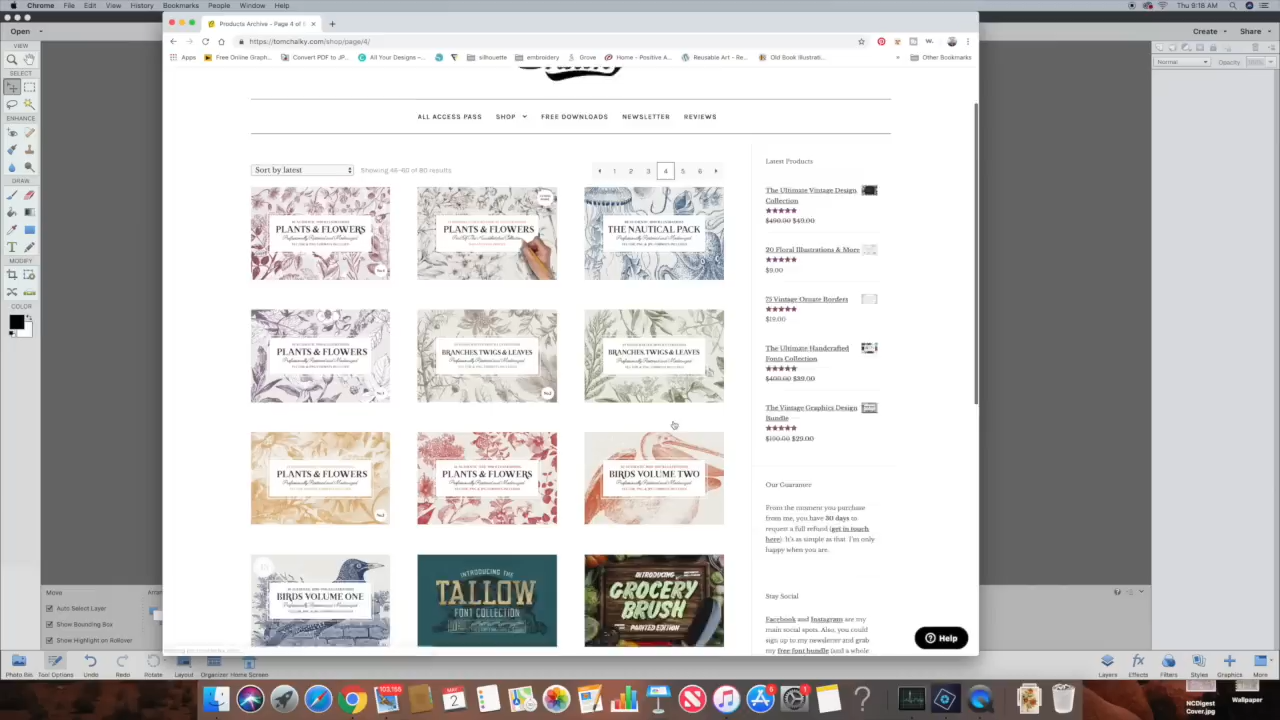 Chrome File Edit View History Bookmarks People Window Help
Thu 9:18 AM
Open
Create
Share
Products Archive - Page 4 of
https://tomchalky.com/shop/page/4/
Apps
Free Online Graph...
Convert PDF to JP...
All Your Designs -...
silhouette
embroidery
Grove
Home - Positive A...
Reusable Art - Re...
Old Book Illustrati...
Other Bookmarks
VIEW
SELECT
ENHANCE
DRAW
MODIFY
COLOR
Normal
Opacity:
ALL ACCESS PASS
SHOP
FREE DOWNLOADS
NEWSLETTER
REVIEWS
Sort by latest
Showing 46–60 of 80 results
1 2 3 4 5 6
PLANTS & FLOWERS
PLANTS & FLOWERS
THE NAUTICAL PACK
PLANTS & FLOWERS
BRANCHES, TWIGS & LEAVES
BRANCHES, TWIGS & LEAVES
PLANTS & FLOWERS
PLANTS & FLOWERS
BIRDS VOLUME TWO
BIRDS VOLUME ONE
INTRODUCING THE
TALLOW
FONT COLLECTION
INTRODUCING
GROCERY
BRUSH
PAINTED EDITION
Latest Products
The Ultimate Vintage Design
Collection
$490.00 $49.00
20 Floral Illustrations & More
$9.00
75 Vintage Ornate Borders
$19.00
The Ultimate Handcrafted
Fonts Collection
$400.00 $39.00
The Vintage Graphics Design
Bundle
$190.00 $29.00
Our Guarantee
From the moment you purchase
from me, you have 30 days to
request a full refund (get in touch
here). It's as simple as that I'm only
happy when you are.
Stay Social
Facebook and Instagram are my
main social spots. Also, you could
sign up to my newsletter and grab
my free font bundle (and a whole
Help
Move
Auto Select Layer
Show Bounding Box
Show Highlight on Rollover
Photo Bin
Tool Options
Undo
Redo
Rotate
Layout
Organizer
Home Screen
Layers
Effects
Filters
Styles
Graphics
More
NCDigest
Cover.jpg
Wallpaper